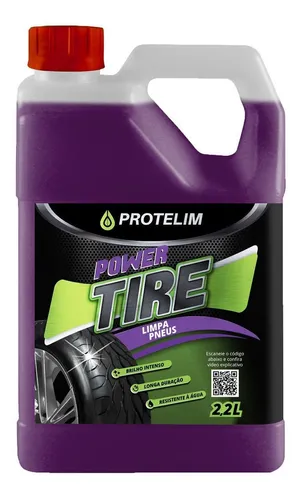 PROTELIM
POWER
TIRE
LIMPA
PNEUS
BRILHO INTENSO
LONGA DURAÇÃO
RESISTENTE À ÁGUA
Escaneie o código
abaixo e confira
vídeo explicativo
2,2L